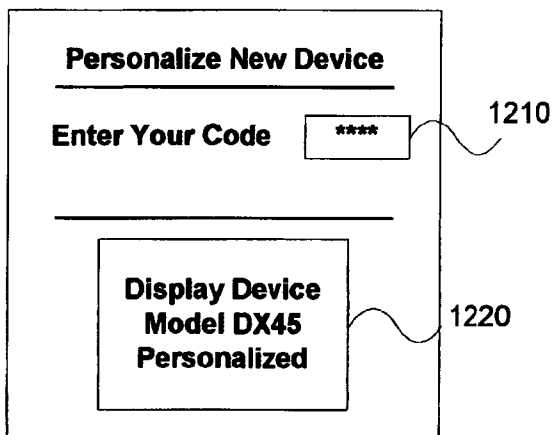 Personalize New Device
Enter Your Code
****
1210
Display Device
Model DX45
Personalized
1220